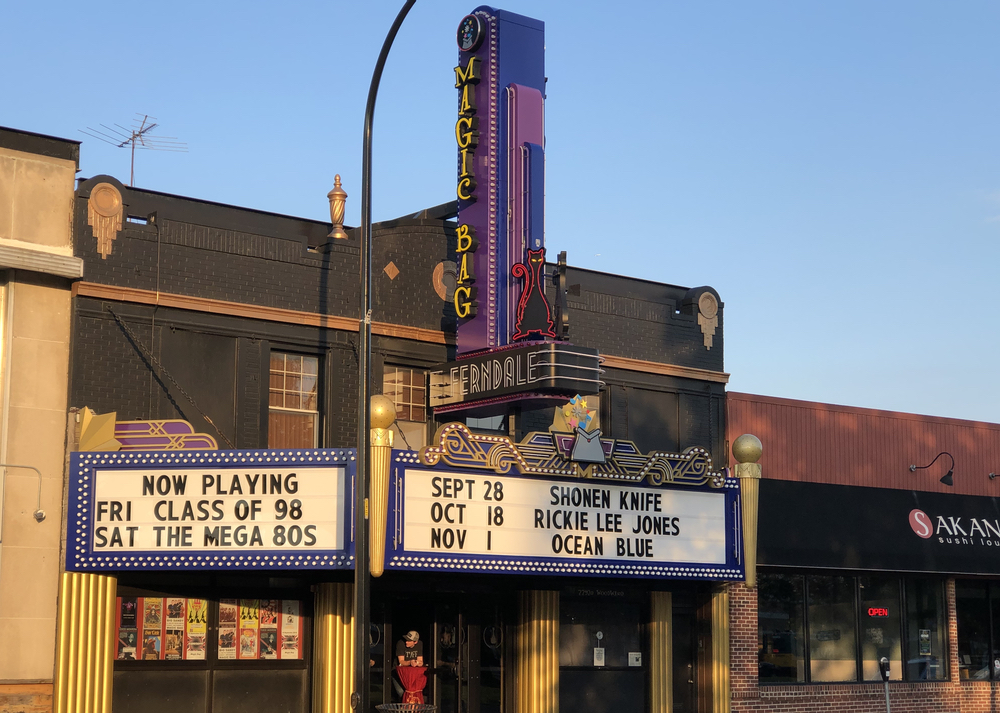 MAGIC BAG
FERNDALE
NOW PLAYING
FRI CLASS OF 98
SAT THE MEGA 80S
SEPT 28 SHONEN KNIFE
OCT 18 RICKIE LEE JONES
NOV 1 OCEAN BLUE
M
S AKAN
sushi lou
OPEN